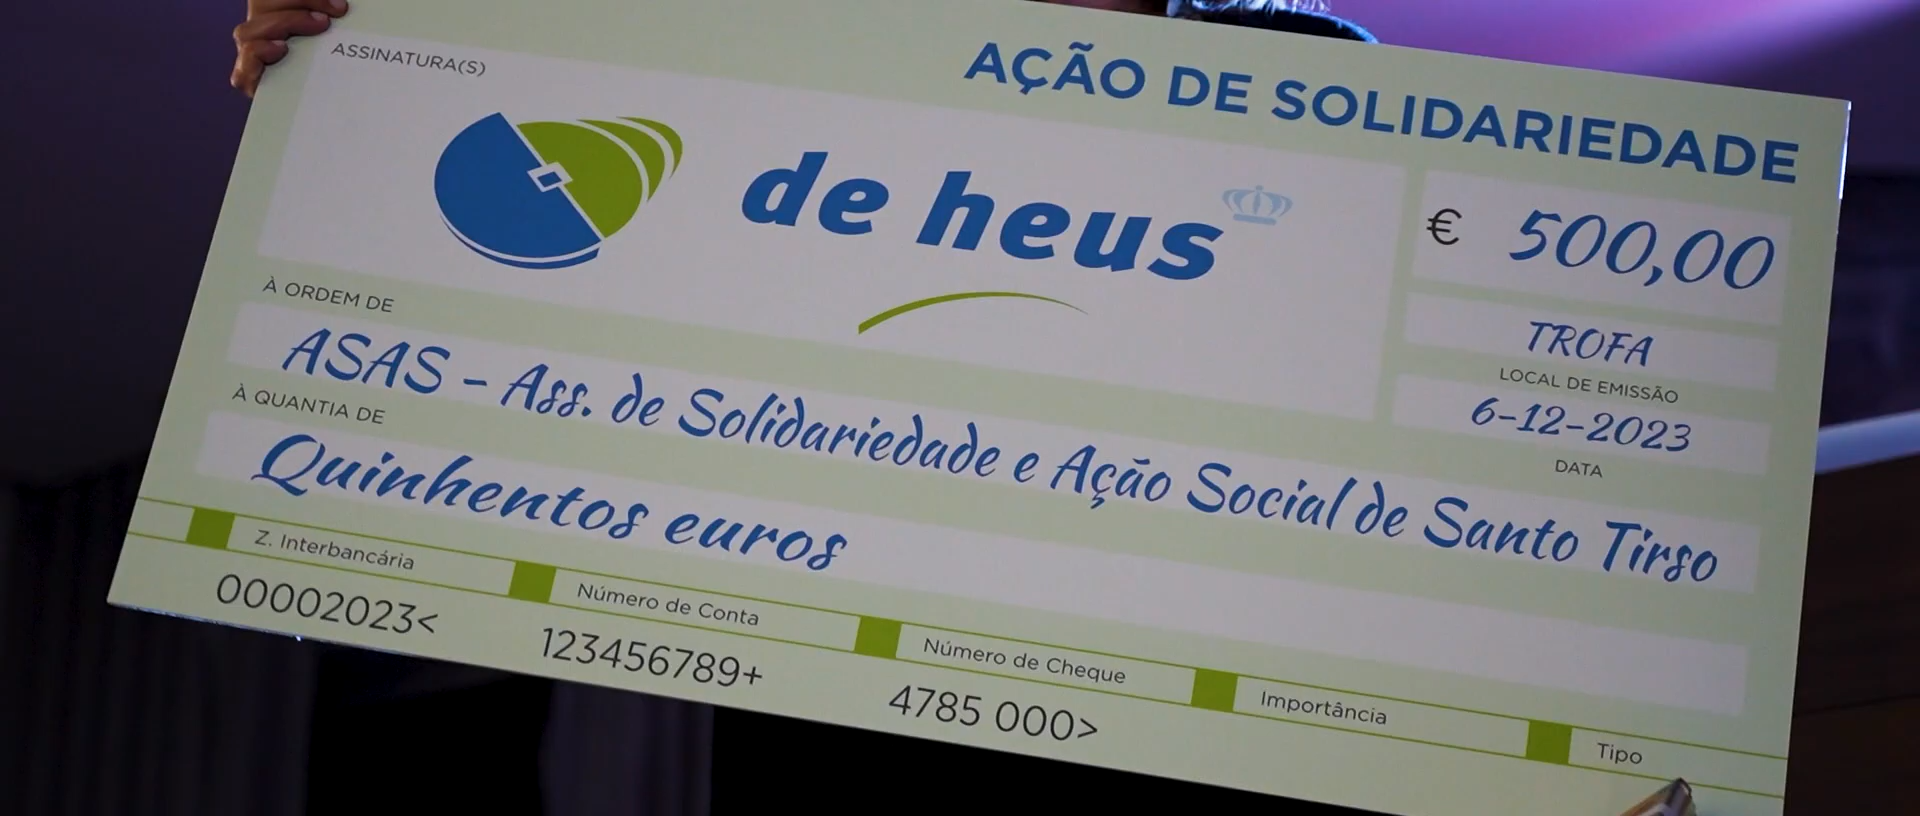 AÇÃO DE SOLIDARIEDADE
ASSINATURA(S)
de heus
€ 500,00
TROFA
LOCAL DE EMISSÃO
6-12-2023
DATA
À ORDEM DE
ASAS - Ass. de Solidariedade e Ação Social de Santo Tirso
À QUANTIA DE
Quinhentos euros
Z. Interbancária
Número de Conta
Número de Cheque
Importância
Tipo
00002023<
123456789+
4785 000>